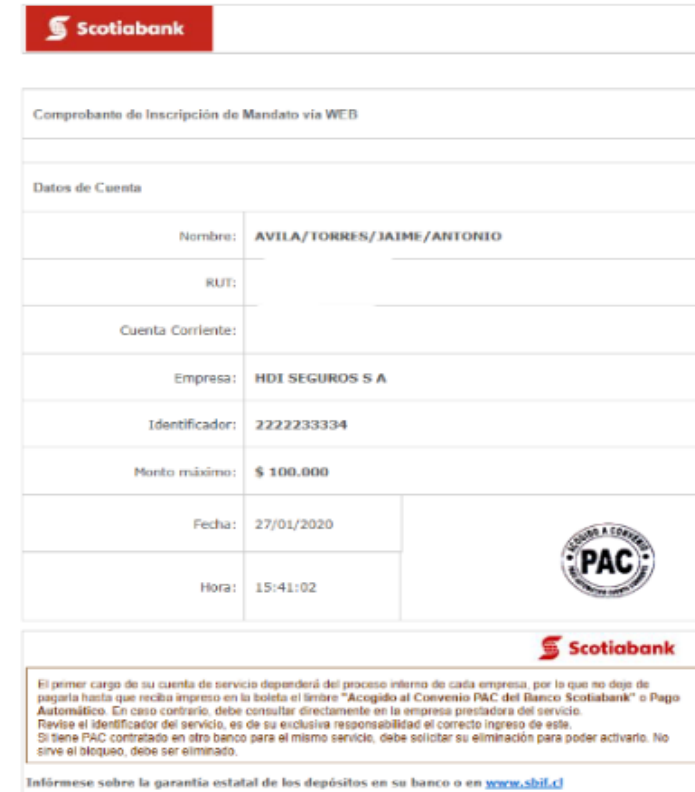 Scotiabank
Comprobante de Inscripción de Mandato vía WEB
Datos de Cuenta
Nombre: AVILA/TORRES/JAIME/ANTONIO
RUT:
Cuenta Corriente:
Empresa: HDI SEGUROS S A
Identificador: 2222233334
Monto máximo: $ 100.000
Fecha: 27/01/2020
ACOGIDO A CONVENIO
PAC
Hora: 15:41:02
Scotiabank
El primer cargo de su cuenta de servicio dependerá del proceso interno de cada empresa, por lo que no deje de
pagarla hasta que reciba impreso en la boleta el timbre "Acogido al Convenio PAC del Banco Scotiabank" o Pago
Automático. En caso contrario, debe consultar directamente en la empresa prestadora del servicio.
Revise el identificador del servicio, es de su exclusiva responsabilidad el correcto ingreso de este.
Si tiene PAC contratado en otro banco para el mismo servicio, debe solicitar su eliminación para poder activarlo. No
sirve el bloqueo, debe ser eliminado.
Infórmese sobre la garantía estatal de los depósitos en su banco o en www.sbif.cl